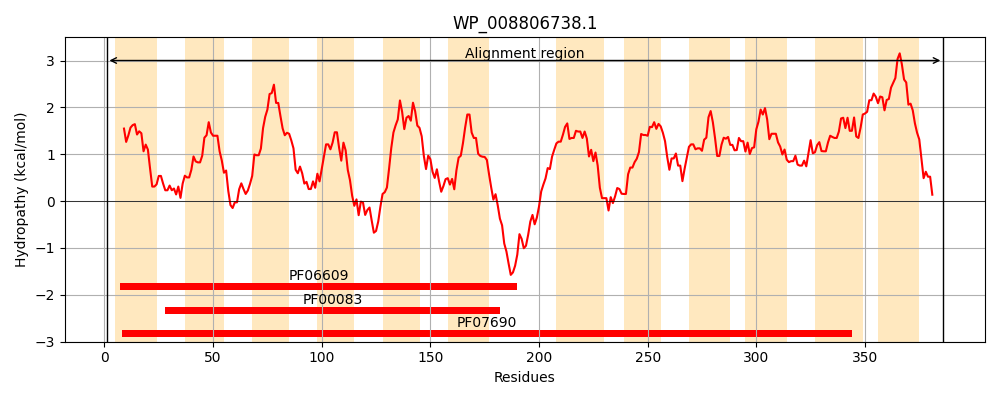 WP_008806738.1
Alignment region
Hydropathy (kcal/mol)
3
2
1
0
−1
−2
−3
PF06609
PF00083
PF07690
0 50 100 150 200 250 300 350
Residues